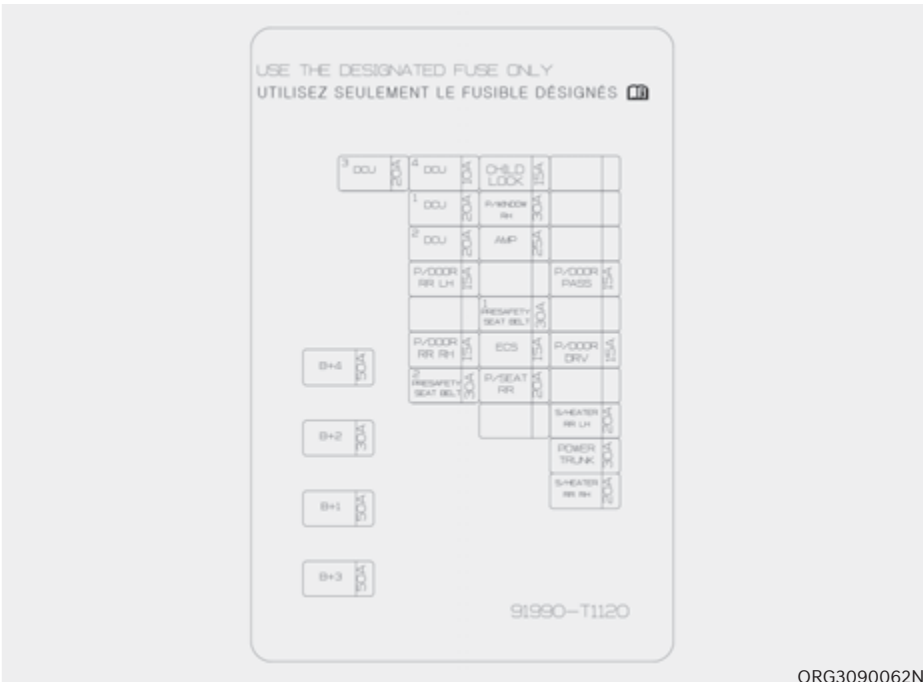 USE THE DESIGNATED FUSE ONLY
UTILISEZ SEULEMENT LE FUSIBLE DÉSIGNÉS
3 DCU 20A
4 DCU 10A
CHILD LOCK 15A
1 DCU 20A
P/WINDOW RH 30A
2 DCU 20A
AMP 25A
P/DOOR RR LH 15A
P/DOOR PASS 15A
1 PRESAFETY SEAT BELT 30A
P/DOOR RR RH 15A
ECS 15A
P/DOOR DRV 15A
B+4 50A
2 PRESAFETY SEAT BELT 30A
P/SEAT RR 20A
S/HEATER RR LH 20A
B+2 30A
POWER TRUNK 30A
S/HEATER RR RH 20A
B+1 50A
B+3 50A
91990-T1120
ORG3090062N